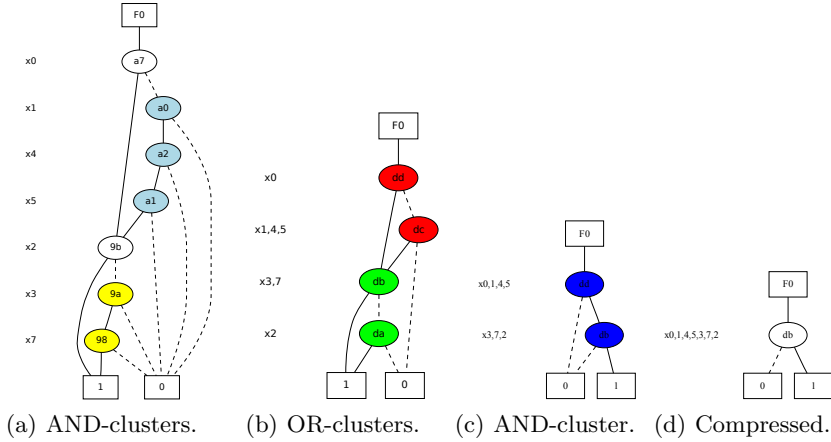 F0
x0
a7
x1
a0
x4
a2
x5
a1
x2
9b
x3
9a
x7
98
1
0
(a) AND-clusters.
F0
x0
dd
x1,4,5
dc
x3,7
db
x2
da
1
0
(b) OR-clusters.
F0
x0,1,4,5
dd
x3,7,2
0
1
(c) AND-cluster.
F0
x0,1,4,5,3,7,2
db
0
1
(d) Compressed.